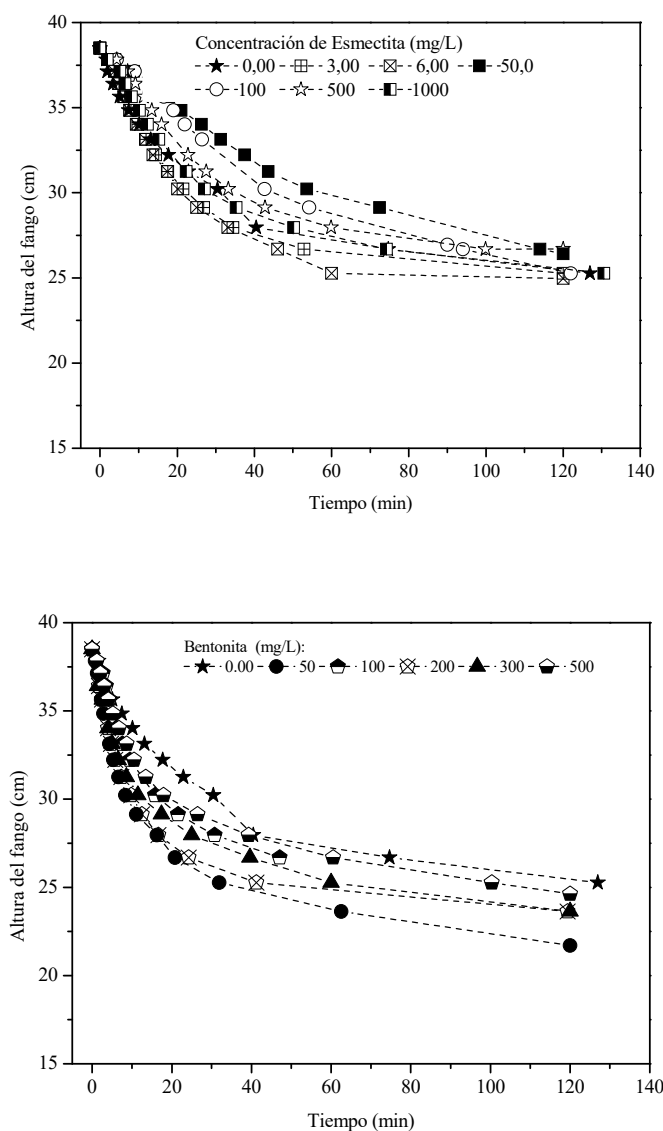 Concentración de Esmectita (mg/L)
0,00 3,00 6,00 50,0
100 500 1000
40
35
30
25
20
15
Altura del fango (cm)
0 20 40 60 80 100 120 140
Tiempo (min)
Bentonita (mg/L):
0.00 50 100 200 300 500
40
35
30
25
20
15
Altura del fango (cm)
0 20 40 60 80 100 120 140
Tiempo (min)